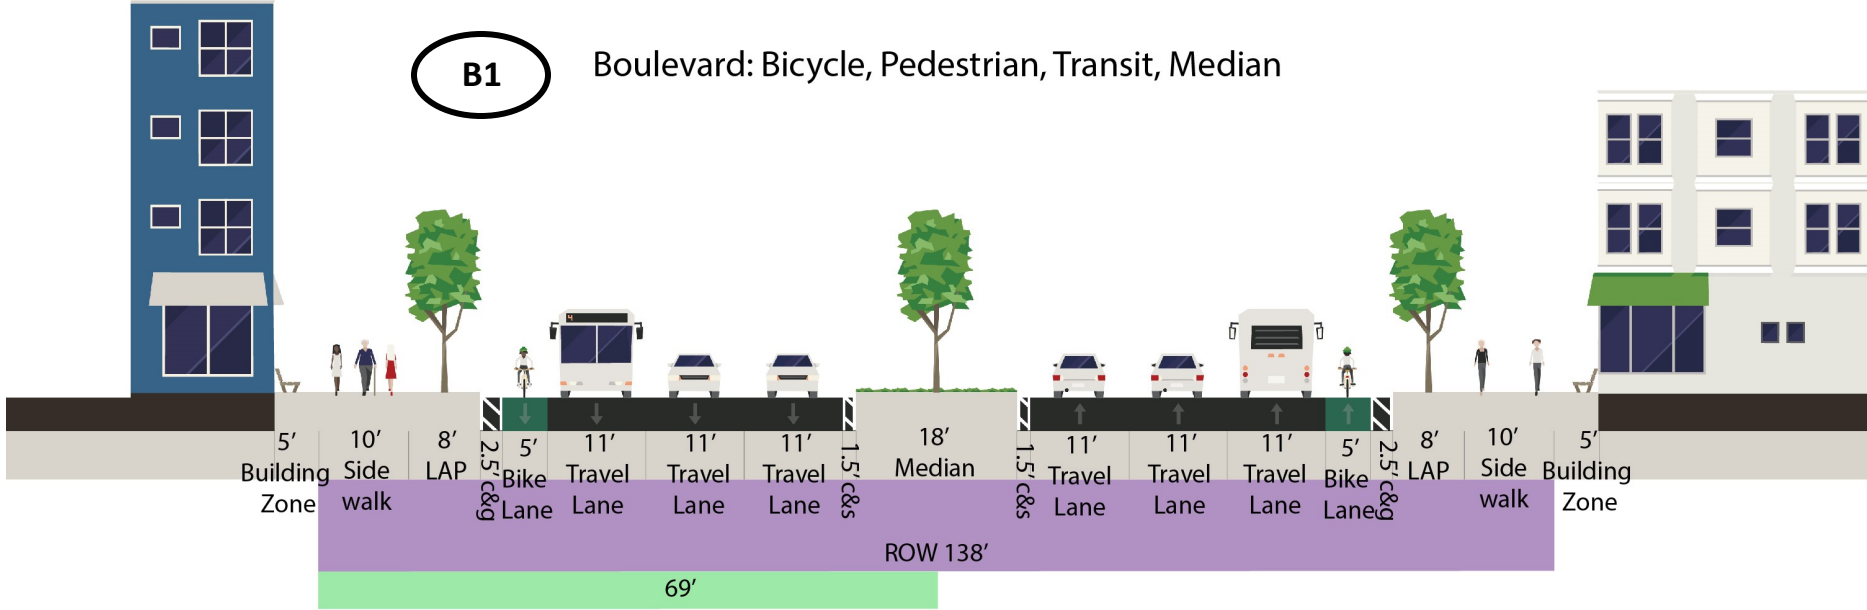 B1
Boulevard: Bicycle, Pedestrian, Transit, Median
4
5’
Building
Zone
10’
Side
walk
8’
LAP
2.5’ c&g
5’
Bike
Lane
11’
Travel
Lane
11’
Travel
Lane
11’
Travel
Lane
1.5’ c&s
18’
Median
1.5’ c&s
11’
Travel
Lane
11’
Travel
Lane
11’
Travel
Lane
5’
Bike
Lane
2.5’ c&g
8’
LAP
10’
Side
walk
5’
Building
Zone
ROW 138’
69’